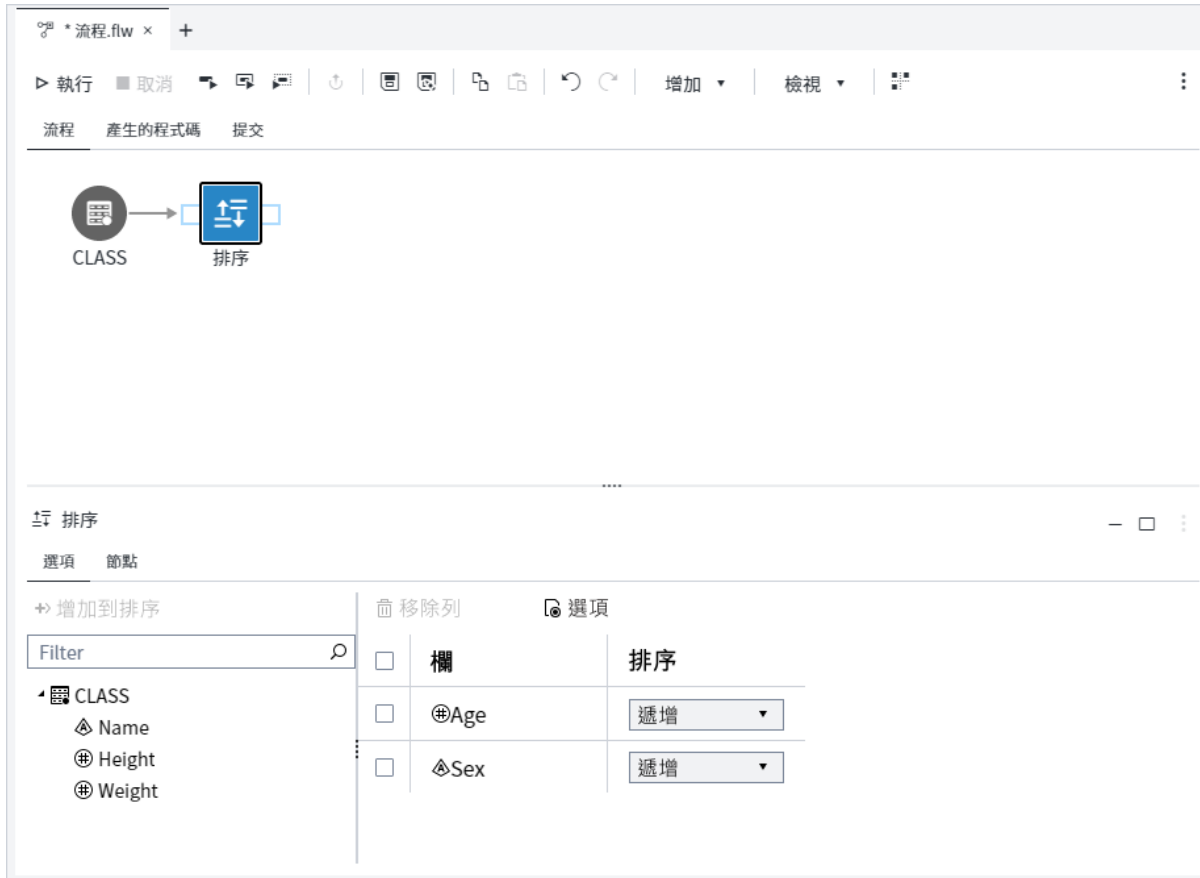 * 流程.flw × +
執行 取消 增加 檢視
流程 產生的程式碼 提交
CLASS 排序
排序
選項 節點
增加到排序 移除列 選項
Filter
欄 排序
CLASS
Name
Height
Weight
Age 遞增
Sex 遞增